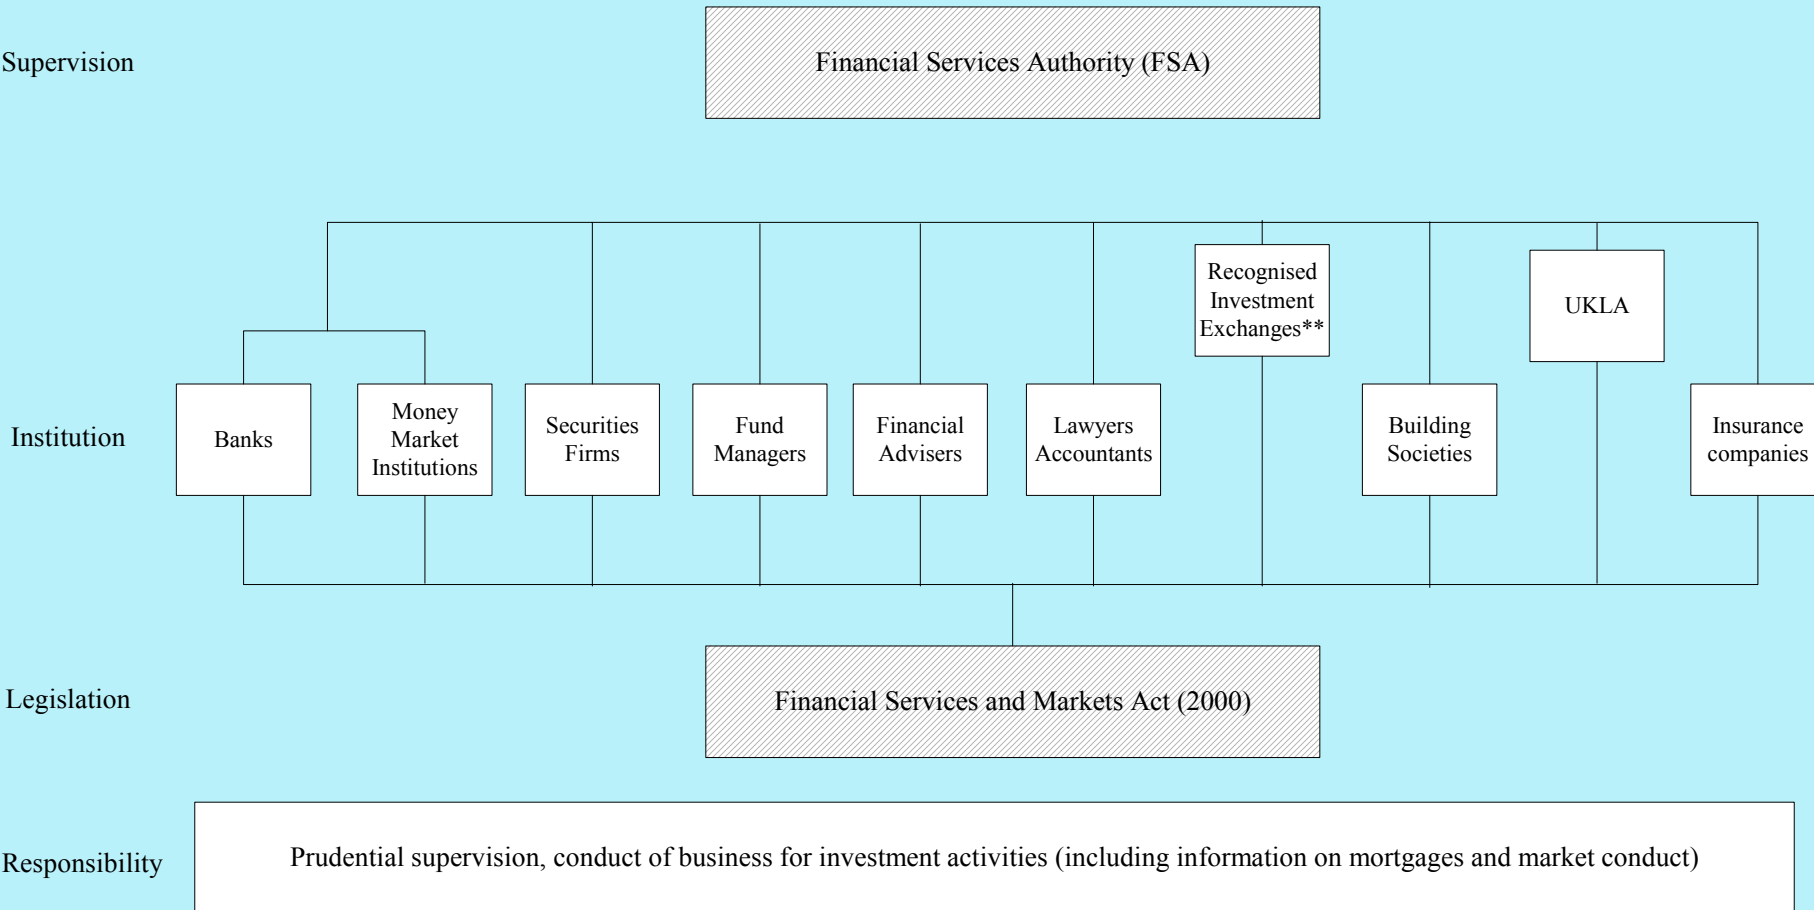 Supervision
Financial Services Authority (FSA)
Recognised
Investment
Exchanges**
UKLA
Institution
Banks
Money
Market
Institutions
Securities
Firms
Fund
Managers
Financial
Advisers
Lawyers
Accountants
Building
Societies
Insurance
companies
Legislation
Financial Services and Markets Act (2000)
Responsibility
Prudential supervision, conduct of business for investment activities (including information on mortgages and market conduct)